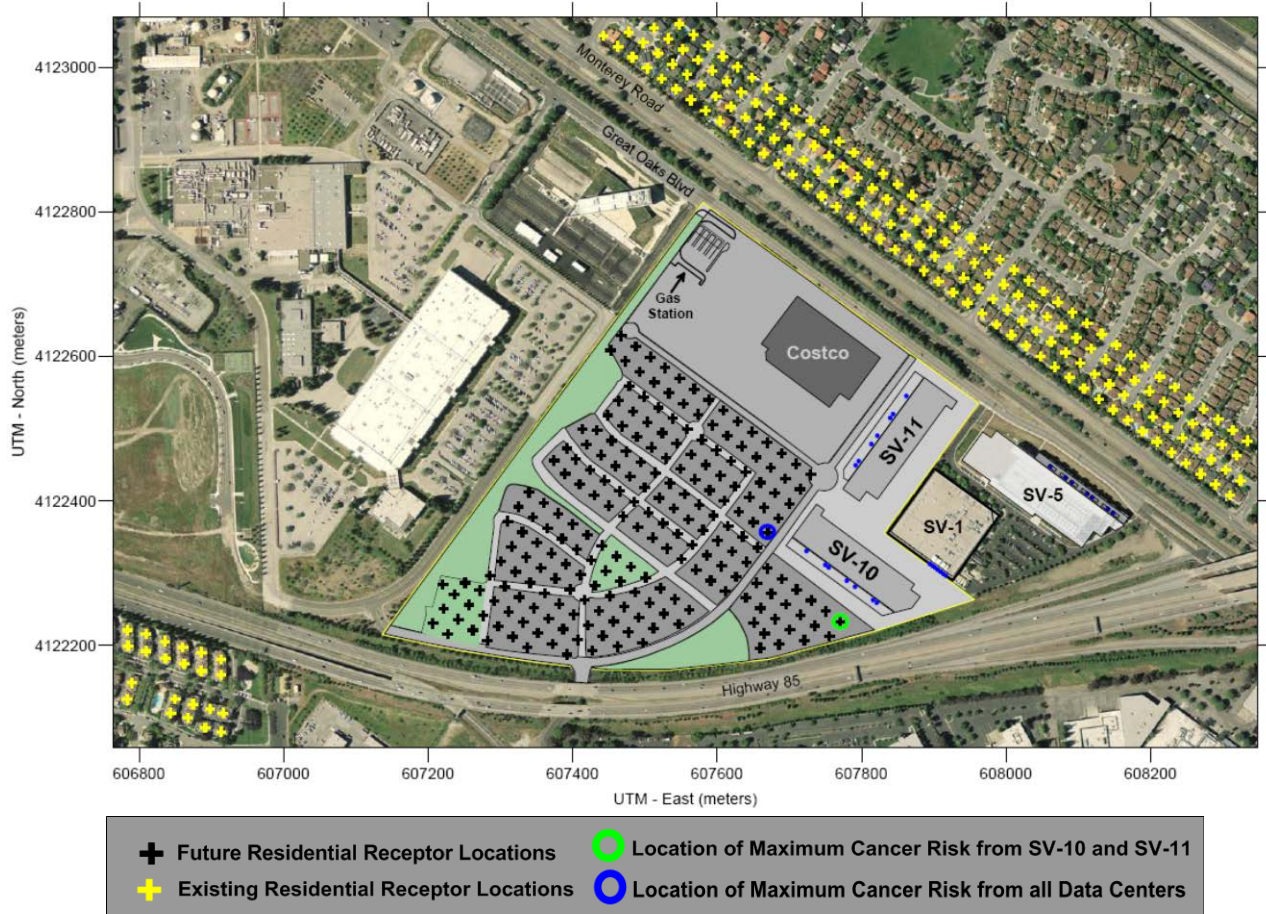 4123000
4122800
4122600
4122400
4122200
UTM - North (meters)
Monterey Road
Great Oaks Blvd
Gas
Station
Costco
SV-11
SV-5
SV-1
SV-10
Highway 85
606800 607000 607200 607400 607600 607800 608000 608200
UTM - East (meters)
Future Residential Receptor Locations
Location of Maximum Cancer Risk from SV-10 and SV-11
Existing Residential Receptor Locations
Location of Maximum Cancer Risk from all Data Centers